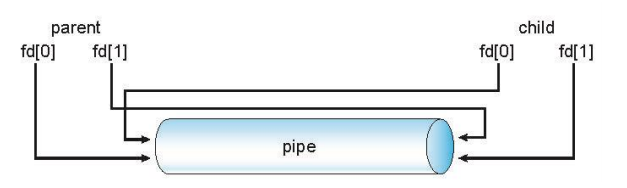 parent child
fd[0] fd[1] fd[0] fd[1]
pipe